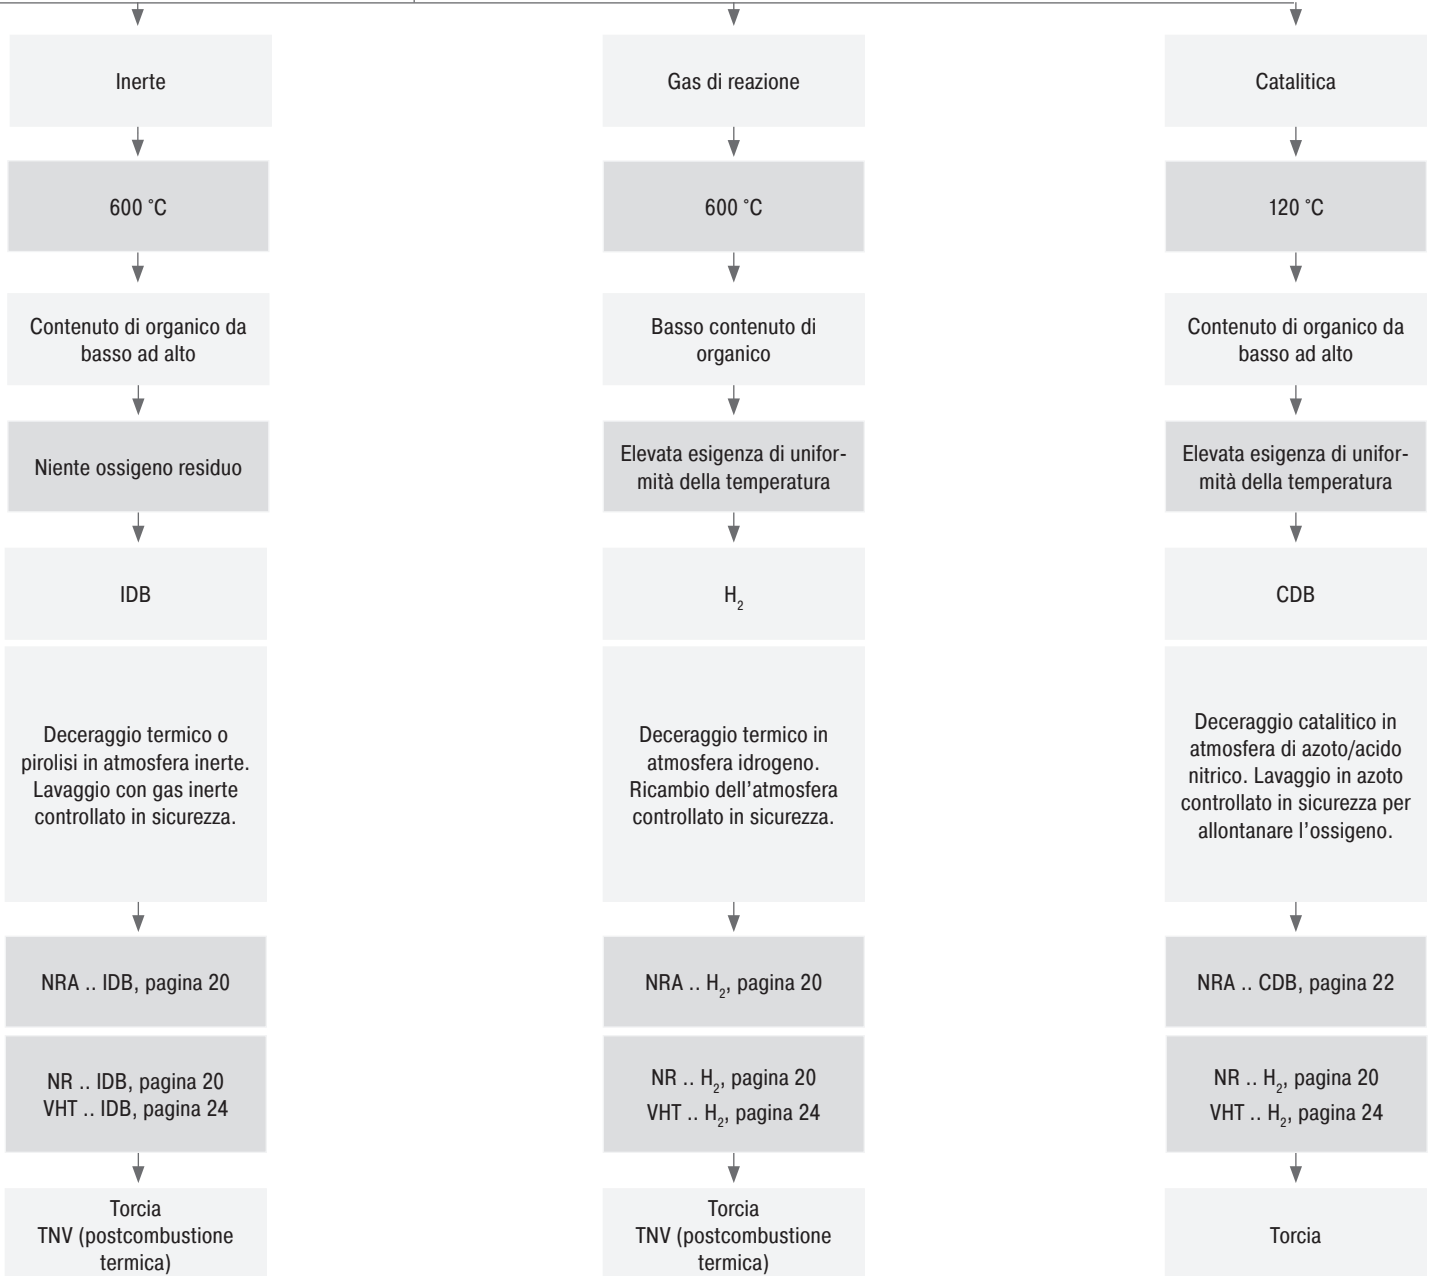 Inerte
600 °C
Contenuto di organico da
basso ad alto
Niente ossigeno residuo
IDB
Deceraggio termico o
pirolisi in atmosfera inerte.
Lavaggio con gas inerte
controllato in sicurezza.
NRA .. IDB, pagina 20
NR .. IDB, pagina 20
VHT .. IDB, pagina 24
Torcia
TNV (postcombustione
termica)
Gas di reazione
600 °C
Basso contenuto di
organico
Elevata esigenza di unifor-
mità della temperatura
H₂
Deceraggio termico in
atmosfera idrogeno.
Ricambio dell'atmosfera
controllato in sicurezza.
NRA .. H₂, pagina 20
NR .. H₂, pagina 20
VHT .. H₂, pagina 24
Torcia
TNV (postcombustione
termica)
Catalitica
120 °C
Contenuto di organico da
basso ad alto
Elevata esigenza di unifor-
mità della temperatura
CDB
Deceraggio catalitico in
atmosfera di azoto/acido
nitrico. Lavaggio in azoto
controllato in sicurezza per
allontanare l'ossigeno.
NRA .. CDB, pagina 22
NR .. H₂, pagina 20
VHT .. H₂, pagina 24
Torcia